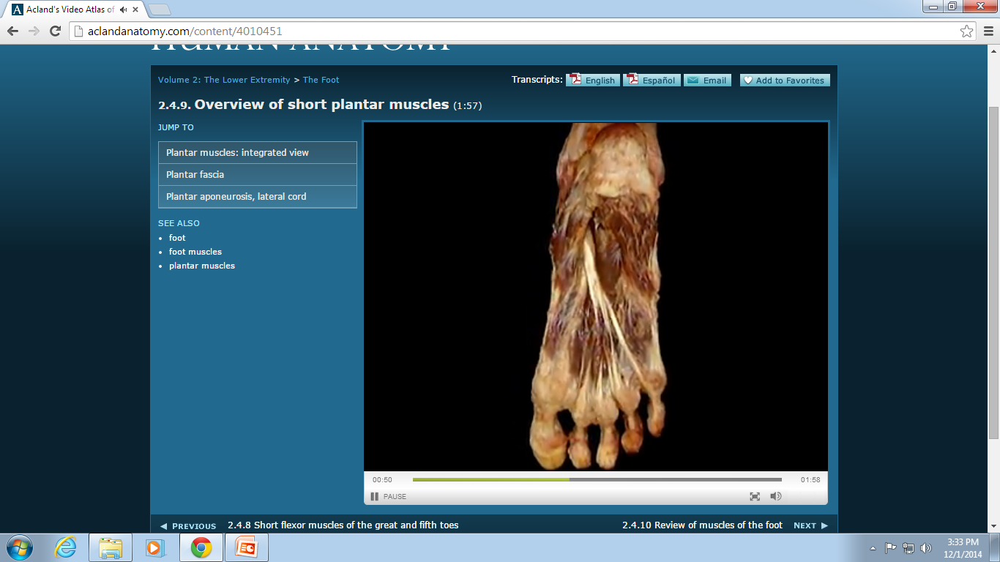 Acland's Video Atlas of
aclandanatomy.com/content/4010451
HUMAN ANATOMY
Volume 2: The Lower Extremity > The Foot
Transcripts: English Español Email Add to Favorites
2.4.9. Overview of short plantar muscles (1:57)
JUMP TO
Plantar muscles: integrated view
Plantar fascia
Plantar aponeurosis, lateral cord
SEE ALSO
• foot
• foot muscles
• plantar muscles
00:50 01:58
PAUSE
PREVIOUS 2.4.8 Short flexor muscles of the great and fifth toes 2.4.10 Review of muscles of the foot NEXT
3:33 PM
12/1/2014